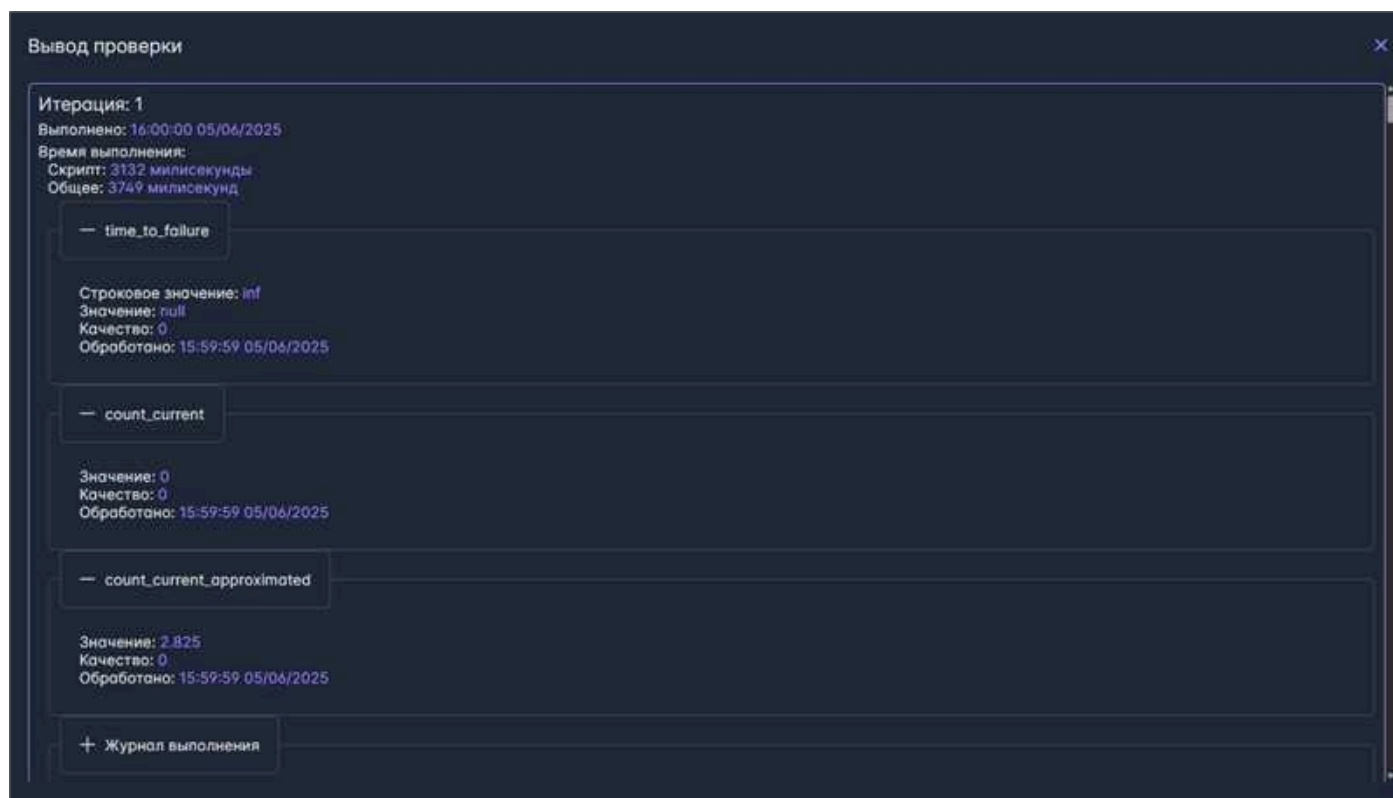 Вывод проверки
Итерация: 1
Выполнено: 16:00:00 05/06/2025
Время выполнения:
Скрипт: 3132 милисекунды
Общее: 3749 милисекунд
time_to_failure
Строковое значение: inf
Значение: null
Качество: 0
Обработано: 15:59:59 05/06/2025
count_current
Значение: 0
Качество: 0
Обработано: 15:59:59 05/06/2025
count_current_approximated
Значение: 2.825
Качество: 0
Обработано: 15:59:59 05/06/2025
Журнал выполнения